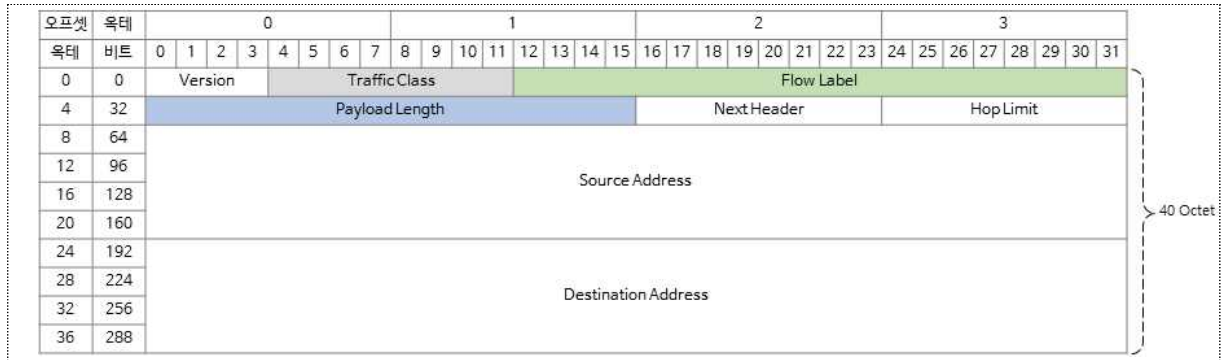 오프셋 옥테 0 1 2 3
옥테 비트 0 1 2 3 4 5 6 7 8 9 10 11 12 13 14 15 16 17 18 19 20 21 22 23 24 25 26 27 28 29 30 31
0 0 Version Traffic Class Flow Label
4 32 Payload Length Next Header Hop Limit
8 64
12 96
Source Address
16 128
40 Octet
20 160
24 192
28 224
Destination Address
32 256
36 288